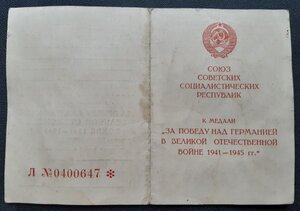 Л №0400647 *
СОЮЗ
СОВЕТСКИХ
СОЦИАЛИСТИЧЕСКИХ
РЕСПУБЛИК
К МЕДАЛИ
„ЗА ПОБЕДУ НАД ГЕРМАНИЕЙ
В ВЕЛИКОЙ ОТЕЧЕСТВЕННОЙ
ВОЙНЕ 1941—1945 гг.“